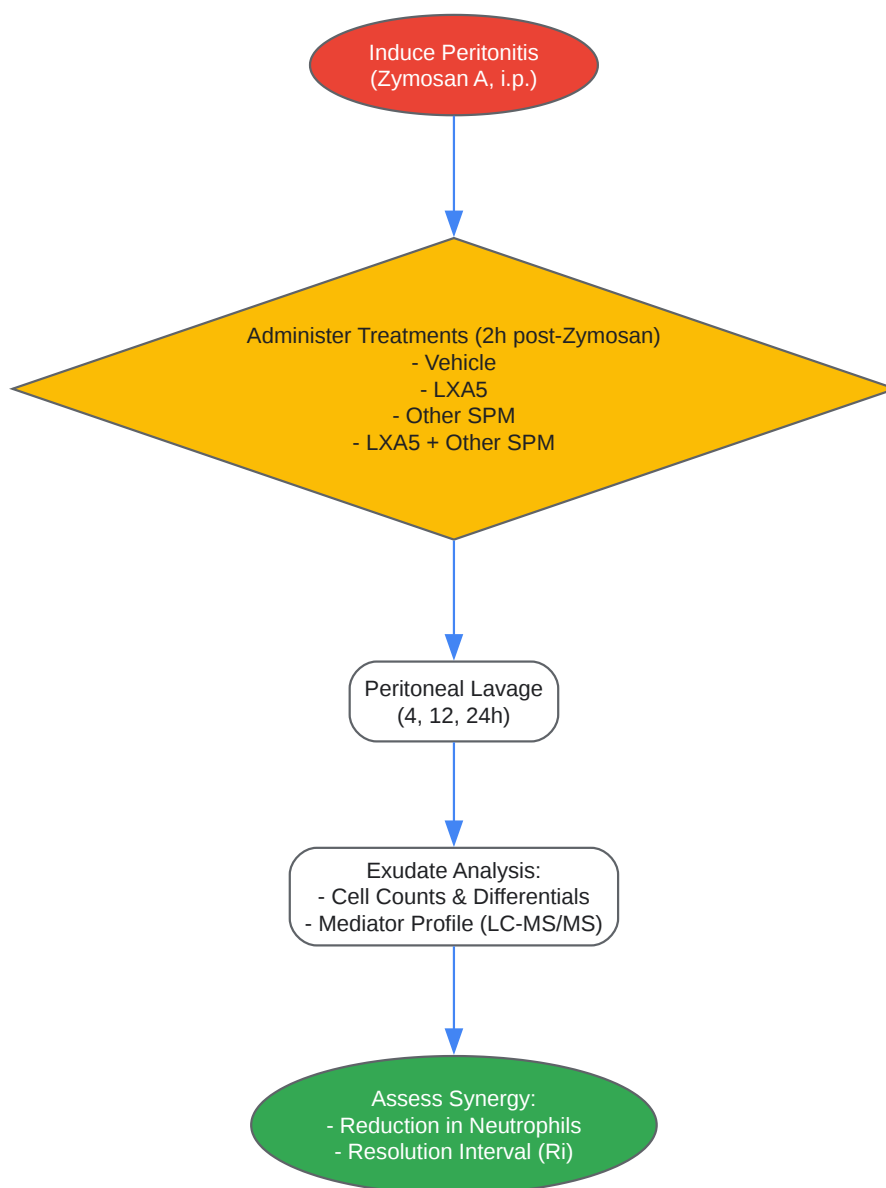 Induce Peritonitis
(Zymosan A, i.p.)
Administer Treatments (2h post-Zymosan)
- Vehicle
- LXA5
- Other SPM
- LXA5 + Other SPM
Peritoneal Lavage
(4, 12, 24h)
Exudate Analysis:
- Cell Counts & Differentials
- Mediator Profile (LC-MS/MS)
Assess Synergy:
- Reduction in Neutrophils
- Resolution Interval (Ri)